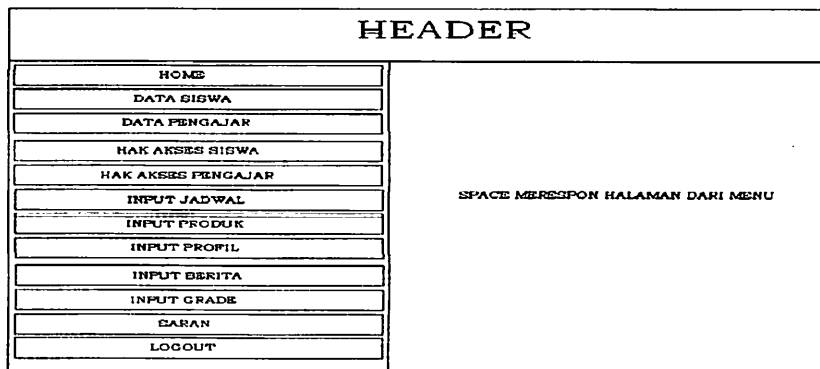 HEADER
HOME
DATA SISWA
DATA PENGAJAR
HAK AKSES SISWA
HAK AKSES PENGAJAR
INPUT JADWAL
INPUT PRODUK
INPUT PROFIL
INPUT BERITA
INPUT GRADE
SARAN
LOGOUT
SPACE MERESPON HALAMAN DARI MENU